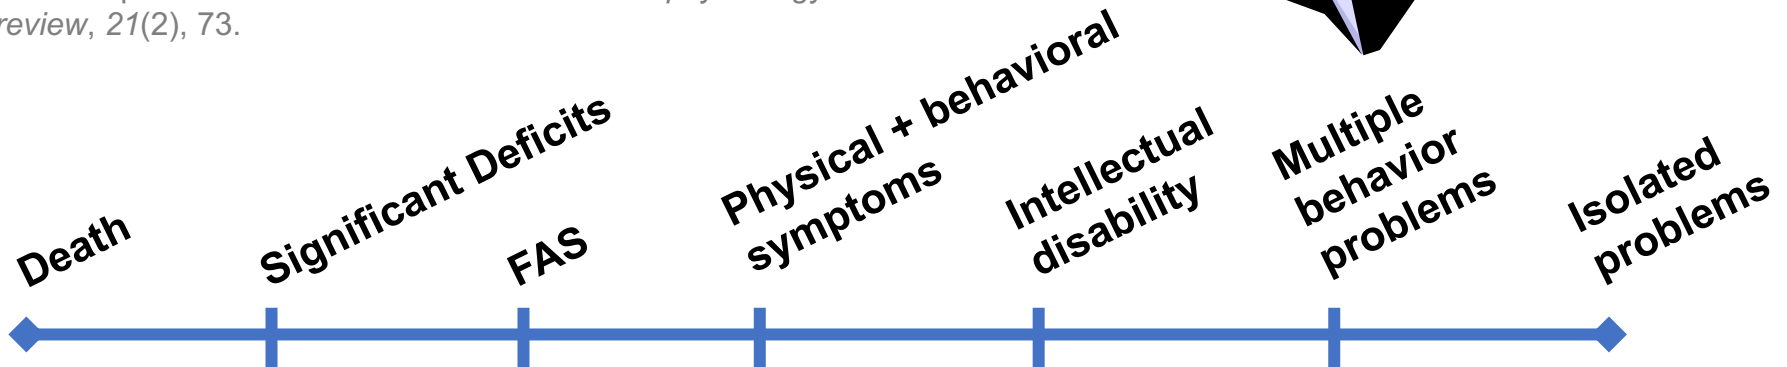 review, 21(2), 73.
Death
Significant Deficits
FAS
Physical + behavioral
symptoms
Intellectual
disability
Multiple
behavior
problems
Isolated
problems